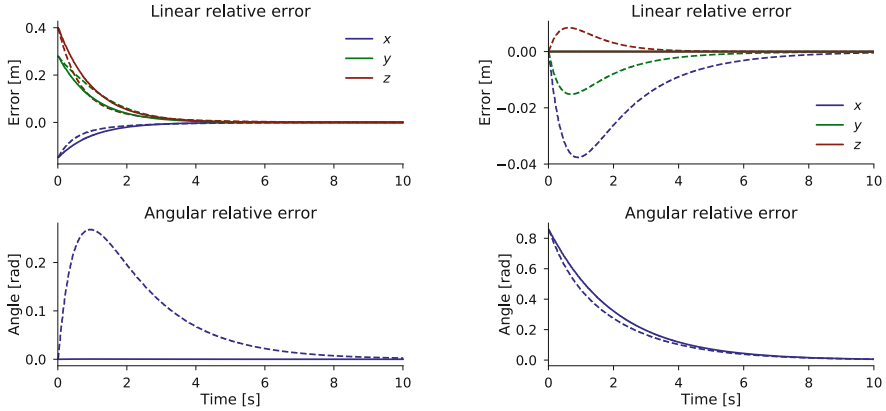 Linear relative error
0.4
0.2
0.0
Error [m]
x
y
z
0 2 4 6 8 10
Linear relative error
0.00
−0.02
−0.04
Error [m]
x
y
z
0 2 4 6 8 10
Angular relative error
0.2
0.1
0.0
Angle [rad]
0 2 4 6 8 10
Time [s]
Angular relative error
0.8
0.6
0.4
0.2
0.0
Angle [rad]
0 2 4 6 8 10
Time [s]